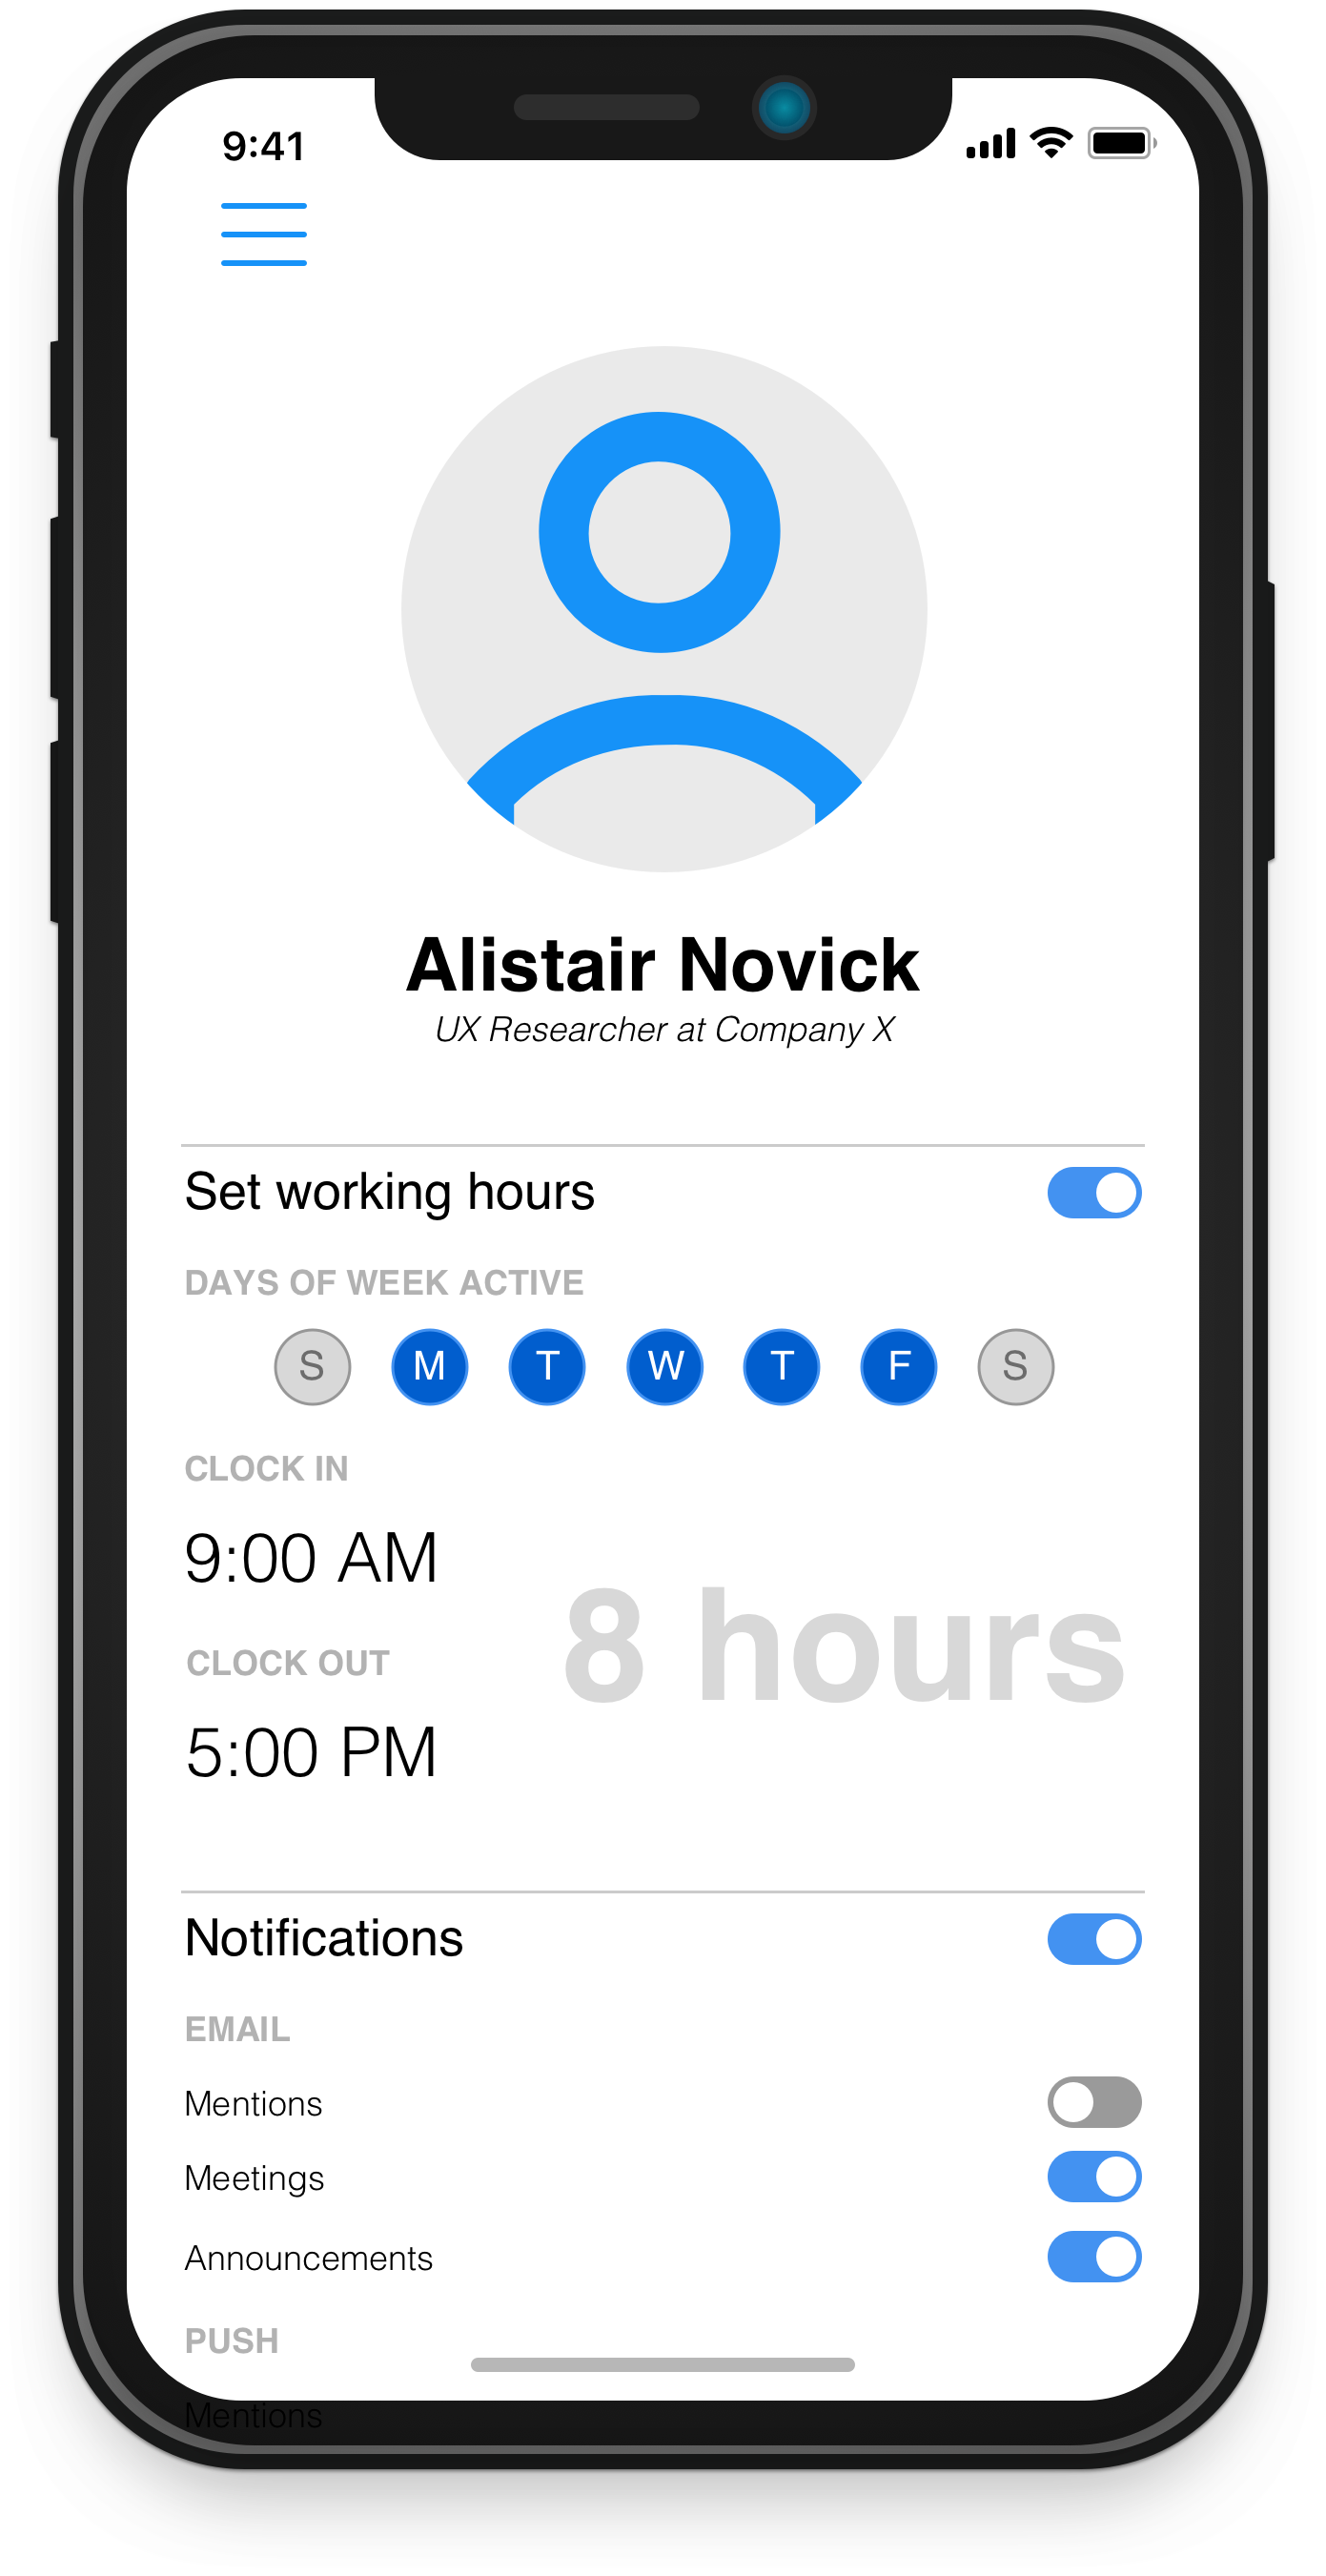 9:41
Alistair Novick
UX Researcher at Company X
Set working hours
DAYS OF WEEK ACTIVE
S M T W T F S
CLOCK IN
9:00 AM
8 hours
CLOCK OUT
5:00 PM
Notifications
EMAIL
Mentions
Meetings
Announcements
PUSH
Mentions